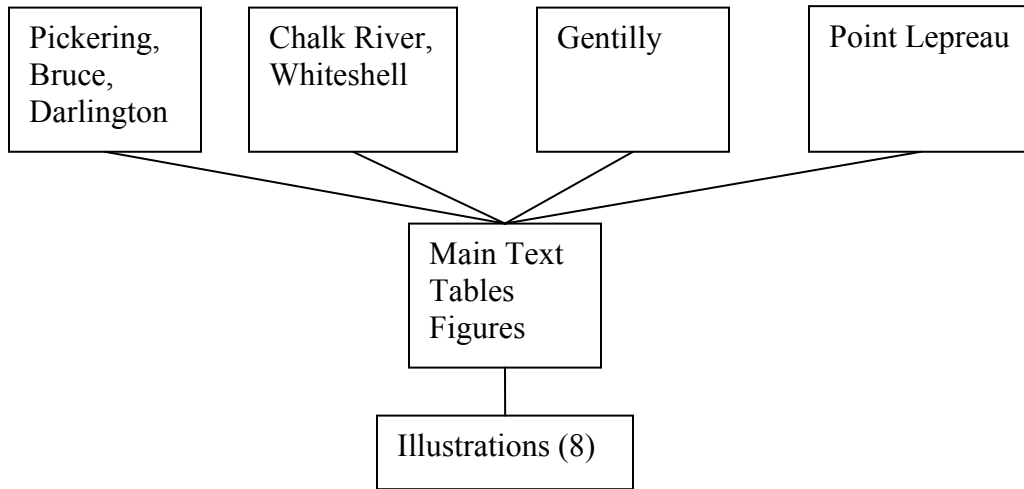 Pickering,
Bruce,
Darlington
Chalk River,
Whiteshell
Gentilly
Point Lepreau
Main Text
Tables
Figures
Illustrations (8)